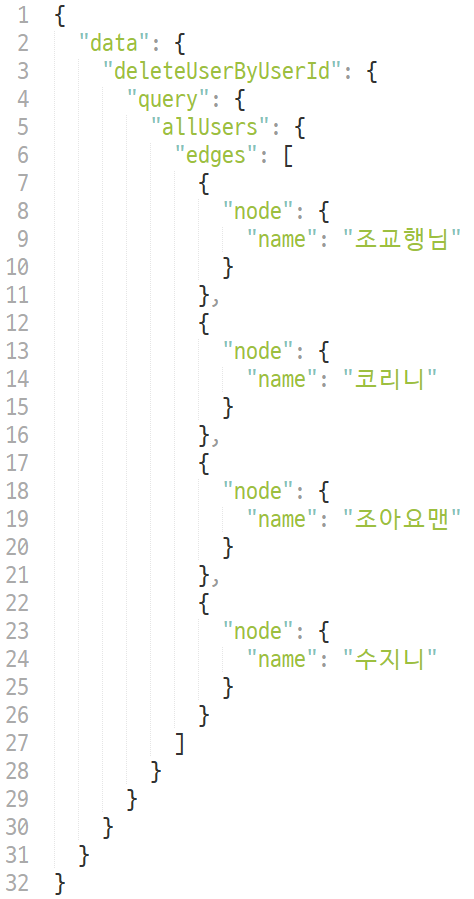 1 {
2 "data": {
3 "deleteUserByUserId": {
4 "query": {
5 "allUsers": {
6 "edges": [
7 {
8 "node": {
9 "name": "조교행님"
10 }
11 },
12 {
13 "node": {
14 "name": "코리니"
15 }
16 },
17 {
18 "node": {
19 "name": "조아요맨"
20 }
21 },
22 {
23 "node": {
24 "name": "수지니"
25 }
26 }
27 ]
28 }
29 }
30 }
31 }
32 }